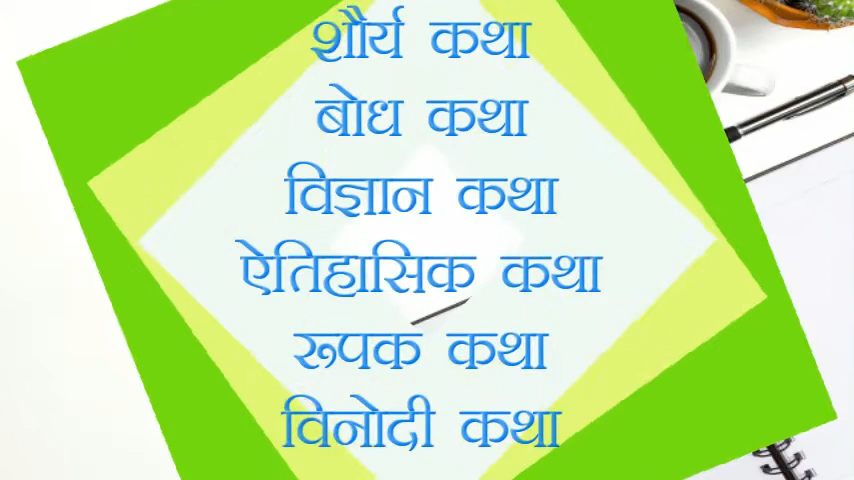 शौर्य कथा
बोध कथा
विज्ञान कथा
ऐतिहासिक कथा
रूपक कथा
विनोदी कथा